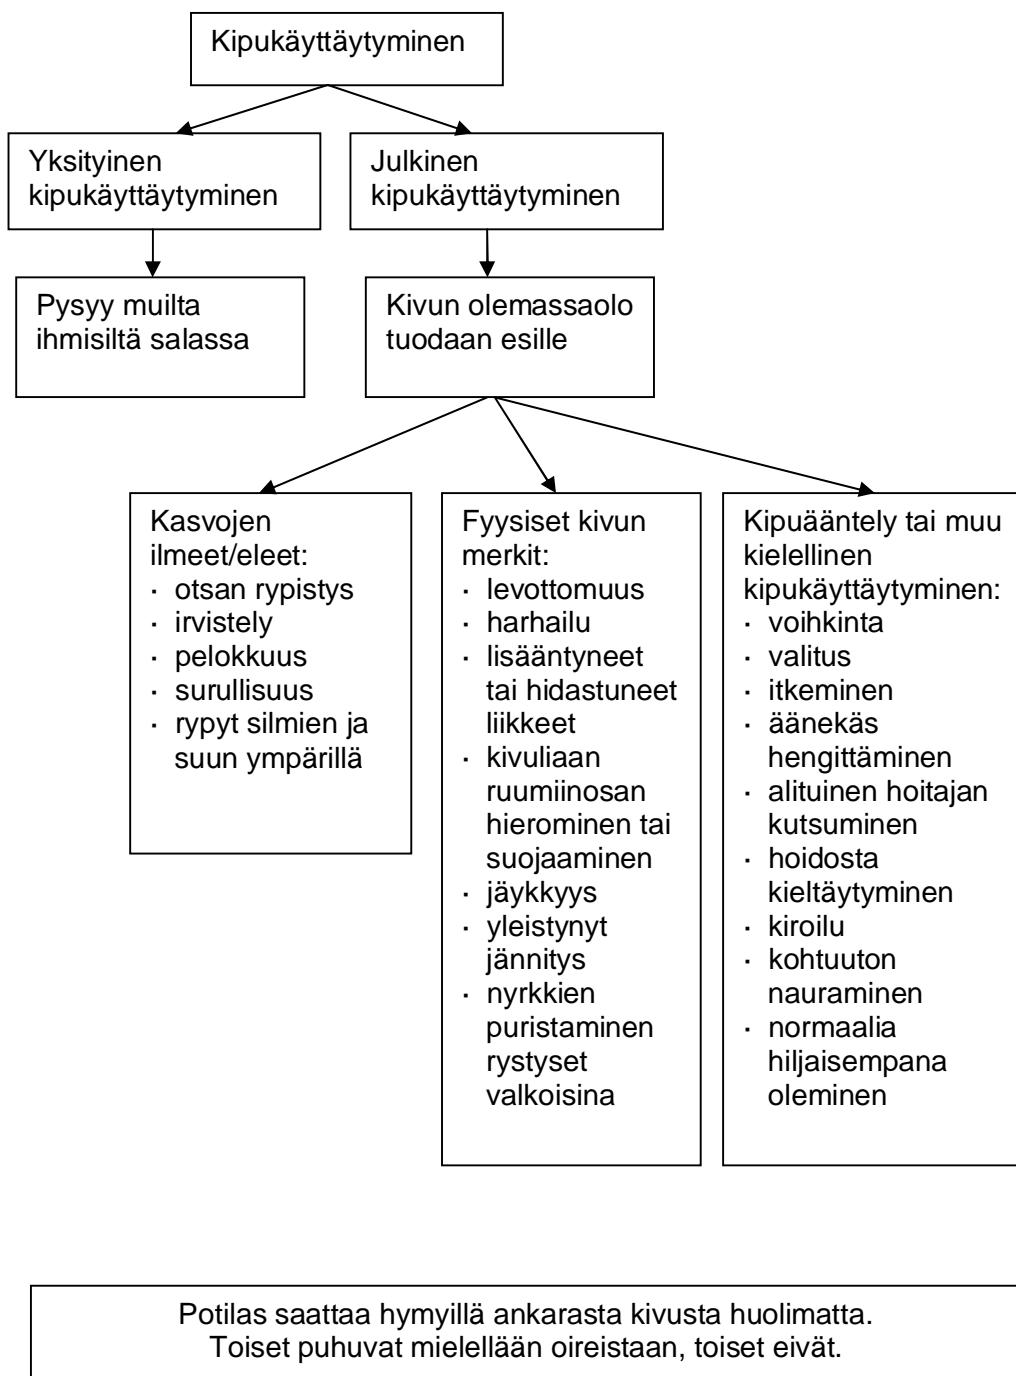 Kipukäyttäytyminen
Yksityinen
kipukäyttäytyminen
Julkinen
kipukäyttäytyminen
Pysyy muilta
ihmisiltä salassa
Kivun olemassaolo
tuodaan esille
Kasvojen
ilmeet/eleet:
· otsan rypistys
· irvistely
· pelokkuus
· surullisuus
· rypyt silmien ja
suun ympärillä
Fyysiset kivun
merkit:
· levottomuus
· harhailu
· lisääntyneet
tai hidastuneet
liikkeet
· kivuliaan
ruumiinosan
hierominen tai
suojaaminen
· jäykkyys
· yleistynyt
jännitys
· nyrkkien
puristaminen
rystyset
valkoisina
Kipuääntely tai muu
kielellinen
kipukäyttäytyminen:
· voihkinta
· valitus
· itkeminen
· äänekäs
hengittäminen
· alituinen hoitajan
kutsuminen
· hoidosta
kieltäytyminen
· kiroilu
· kohtuuton
nauraminen
· normaalia
hiljaisempana
oleminen
Potilas saattaa hymyillä ankarasta kivusta huolimatta.
Toiset puhuvat mielellään oireistaan, toiset eivät.